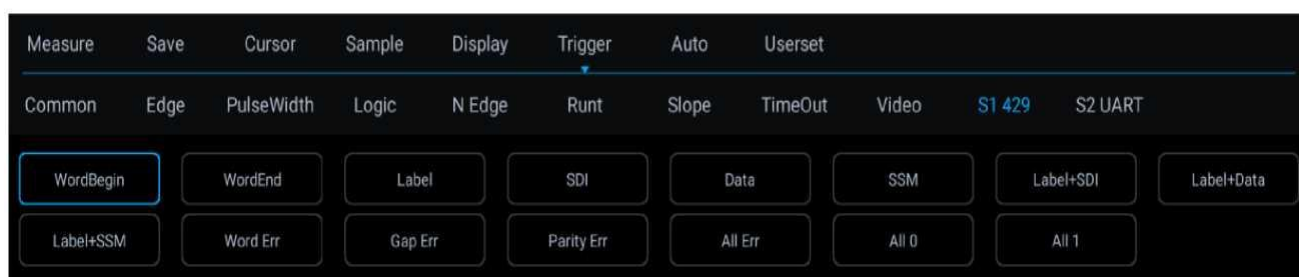 Measure Save Cursor Sample Display Trigger Auto Userset
Common Edge PulseWidth Logic N Edge Runt Slope TimeOut Video S1 429 S2 UART
WordBegin WordEnd Label SDI Data SSM Label+SDI Label+Data
Label+SSM Word Err Gap Err Parity Err All Err All 0 All 1